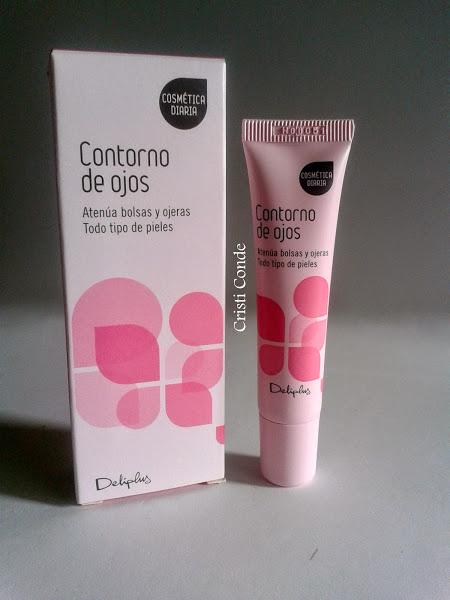 COSMÉTICA
DIARIA
Contorno
de ojos
Atenúa bolsas y ojeras
Todo tipo de pieles
Deliplus
Cristi Conde
COSMÉTICA
DIARIA
Contorno
de ojos
Atenúa bolsas y ojeras
Todo tipo de pieles
Deliplus